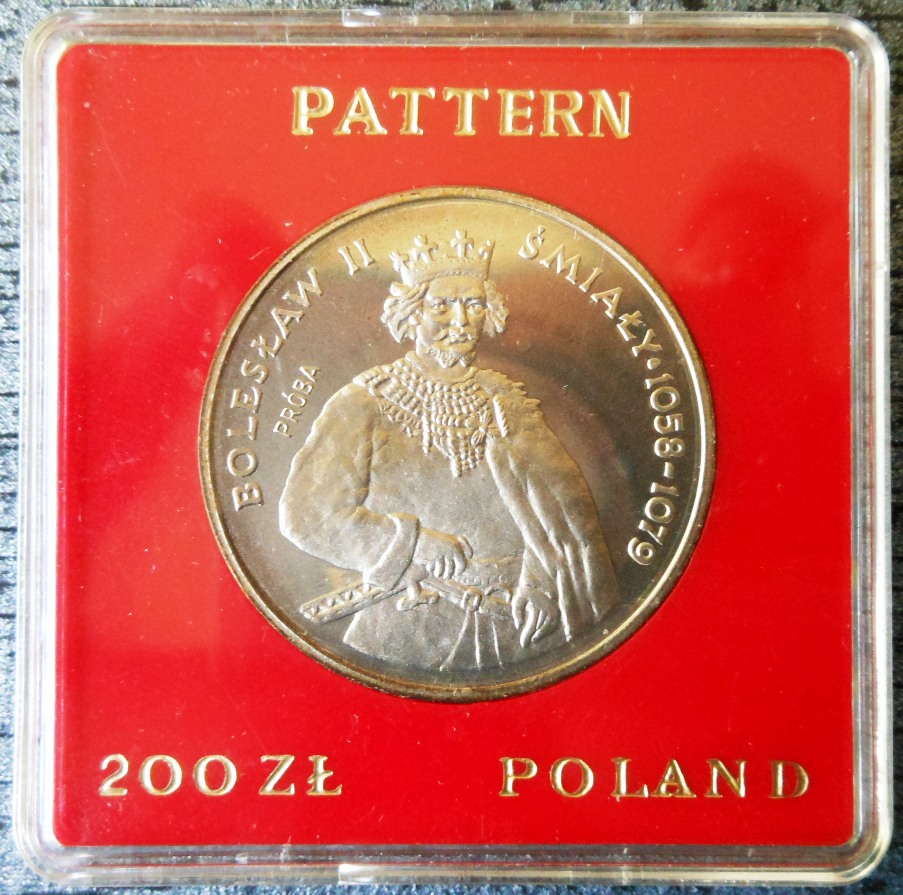 PATTERN
BOLESŁAW II ŚMIAŁY·1058-1079
PRÓBA
200 ZŁ POLAND